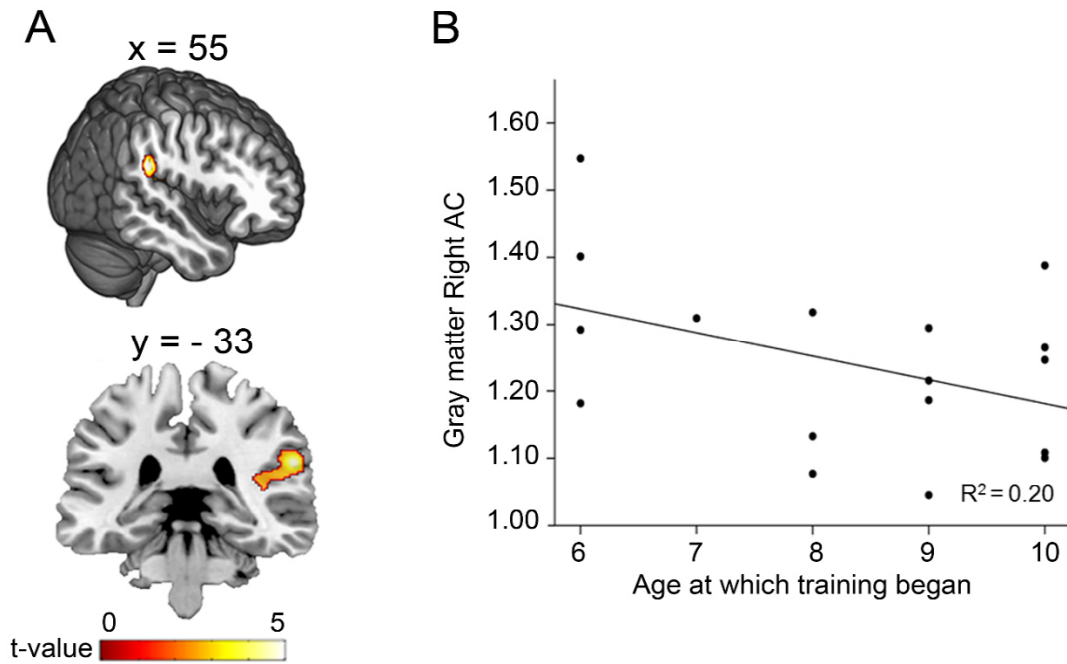 A
x = 55
y = - 33
0 5
t-value
B
Gray matter Right AC
1.60
1.50
1.40
1.30
1.20
1.10
1.00
R² = 0.20
6 7 8 9 10
Age at which training began